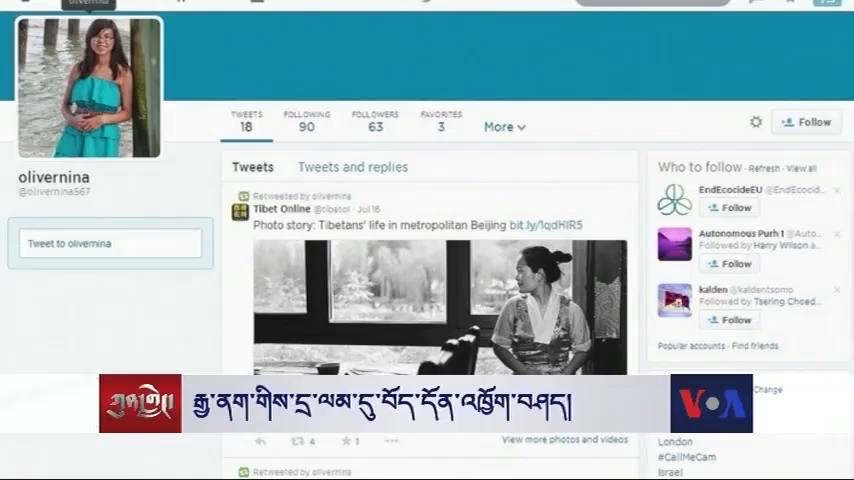 olivernina
TWEETS FOLLOWING FOLLOWERS FAVORITES
18 90 63 3 More
Follow
olivernina
@olivernina567
Tweet to olivernina
Tweets Tweets and replies
Retweeted by olivernina
Tibet Online @tibetol · Jul 16
Photo story: Tibetans' life in metropolitan Beijing bit.ly/1qdHIR5
Who to follow · Refresh · View all
EndEcocideEU @EndEcocid...
Follow
Autonomous Purh 1 @Auto...
Followed by Harry Wilson a...
Follow
kalden @kaldentsomo
Followed by Tsering Choed...
Follow
Popular accounts · Find friends
Change
རྒྱ་ནག་གིས་དྲ་ལམ་དུ་བོད་དོན་འཁྱོག་བཤད།
VOA
4 1 ... View more photos and videos
London
#CallMeCam
Israel
Retweeted by olivernina